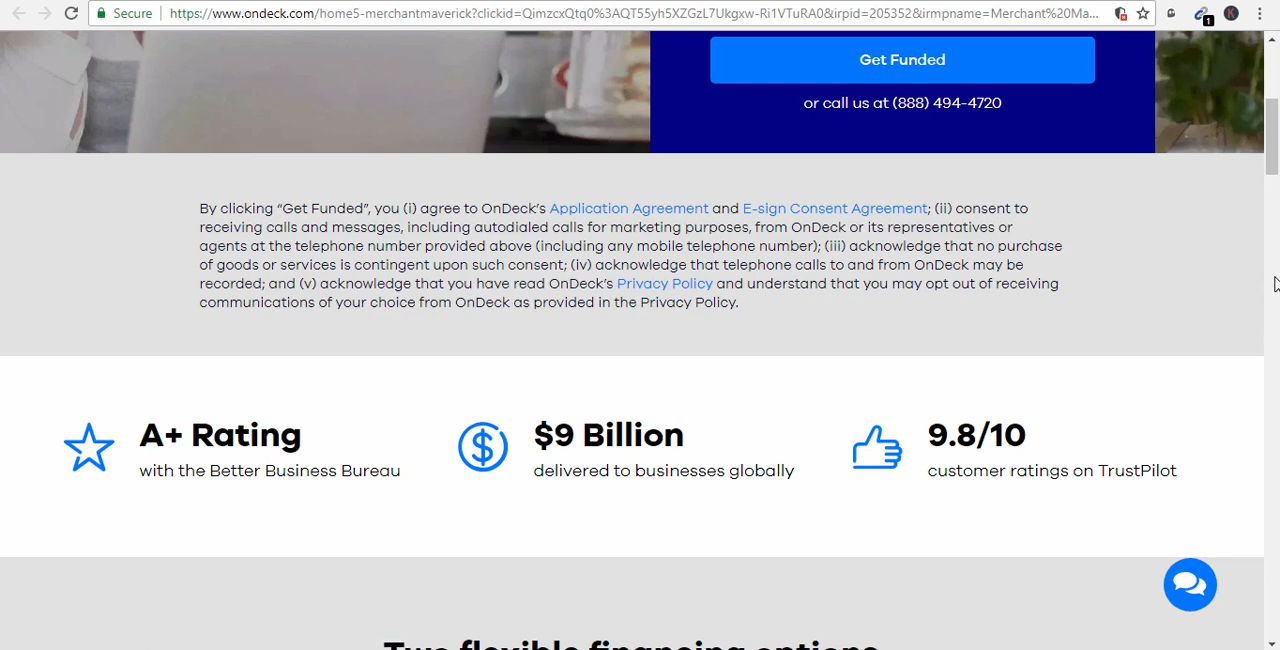 Secure
https://www.ondeck.com/home5-merchantmaverick?clickid=QimzcxQtq0%3AQT55yh5XZGzL7Ukgxw-Ri1VTuRA0&irpid=205352&irmpname=Merchant%20Ma...
1
K
Get Funded
or call us at (888) 494-4720
By clicking “Get Funded”, you (i) agree to OnDeck’s Application Agreement and E-sign Consent Agreement; (ii) consent to
receiving calls and messages, including autodialed calls for marketing purposes, from OnDeck or its representatives or
agents at the telephone number provided above (including any mobile telephone number); (iii) acknowledge that no purchase
of goods or services is contingent upon such consent; (iv) acknowledge that telephone calls to and from OnDeck may be
recorded; and (v) acknowledge that you have read OnDeck’s Privacy Policy and understand that you may opt out of receiving
communications of your choice from OnDeck as provided in the Privacy Policy.
A+ Rating
with the Better Business Bureau
$9 Billion
delivered to businesses globally
9.8/10
customer ratings on TrustPilot
Two flexible financing options